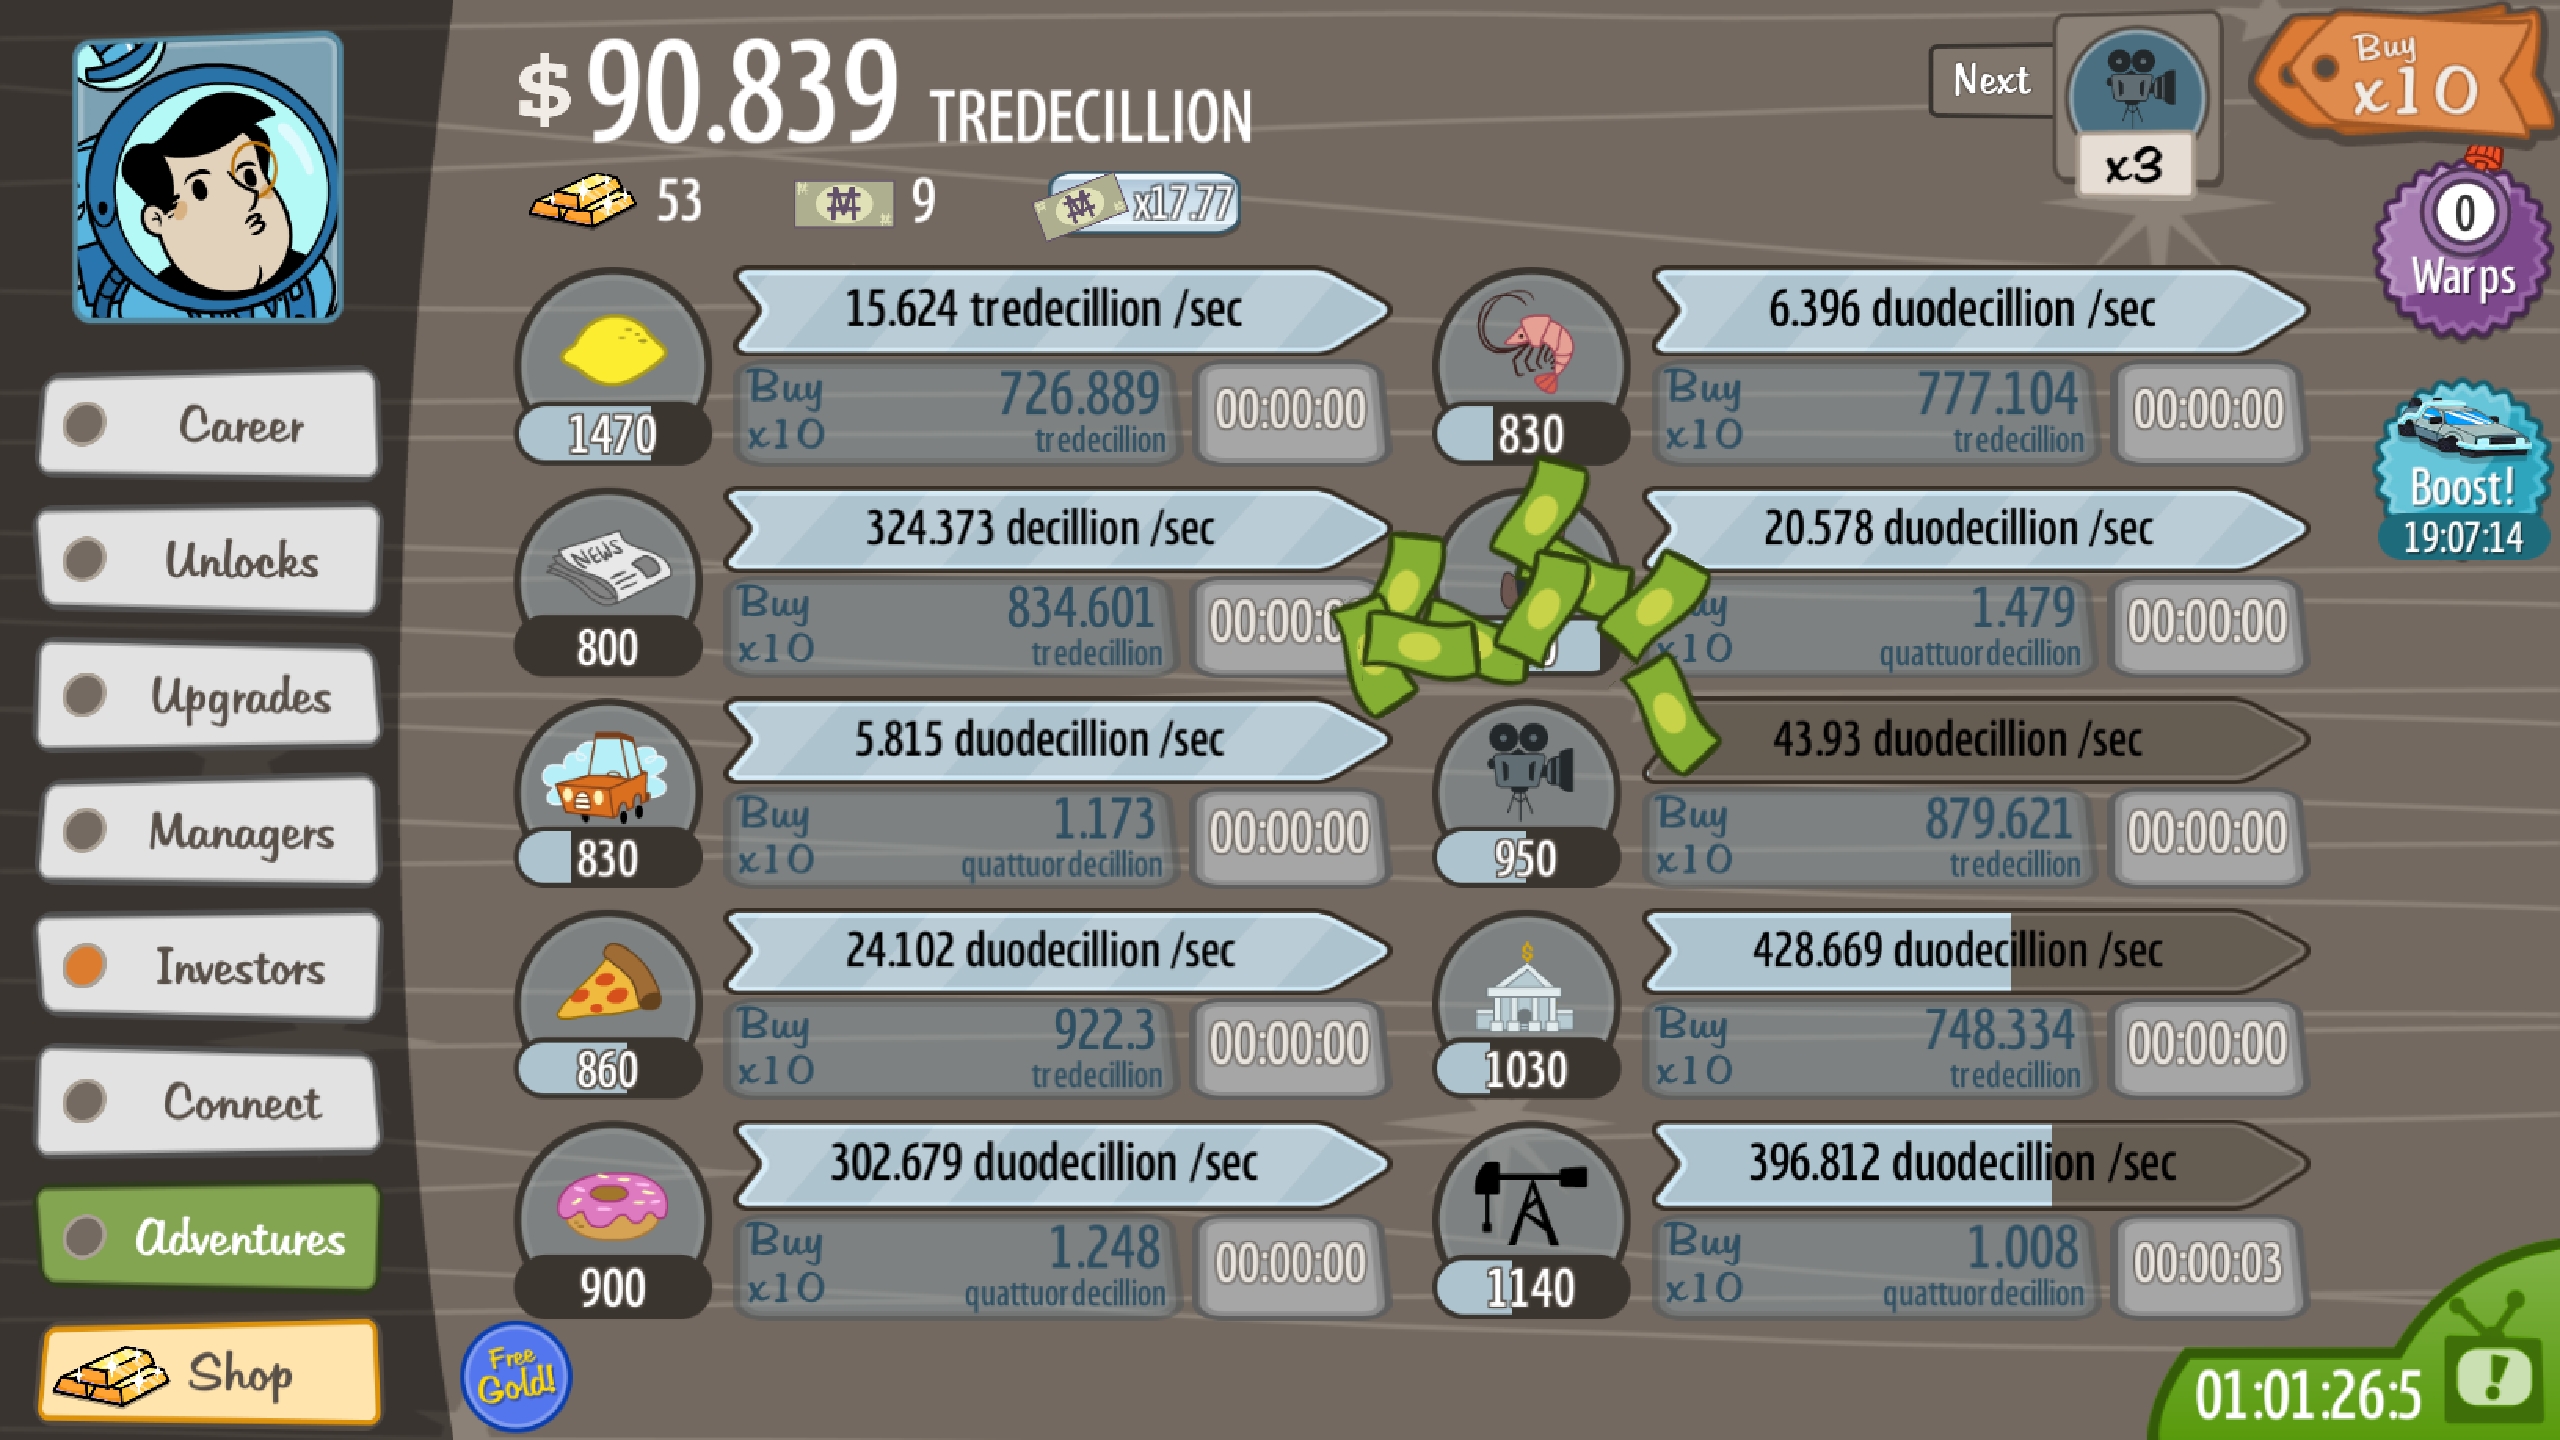 $90.839 TREDECILLION
Next
x3
Buy
x10
53
9
x17.77
0
Warps
Boost!
19:07:14
Career
Unlocks
Upgrades
Managers
Investors
Connect
Adventures
Shop
15.624 tredecillion /sec
1470
Buy
x10
726.889
tredecillion
00:00:00
6.396 duodecillion /sec
830
Buy
x10
777.104
tredecillion
00:00:00
NEWS
324.373 decillion /sec
800
Buy
x10
834.601
tredecillion
20.578 duodecillion /sec
x10
1.479
quattuordecillion
00:00:00
5.815 duodecillion /sec
830
Buy
x10
1.173
quattuordecillion
00:00:00
43.93 duodecillion /sec
950
Buy
x10
879.621
tredecillion
00:00:00
24.102 duodecillion /sec
860
Buy
x10
922.3
tredecillion
00:00:00
$
428.669 duodecillion /sec
1030
Buy
x10
748.334
tredecillion
00:00:00
302.679 duodecillion /sec
900
Buy
x10
1.248
quattuordecillion
00:00:00
396.812 duodecillion /sec
1140
Buy
x10
1.008
quattuordecillion
00:00:03
Free
Gold!
01:01:26:5
!